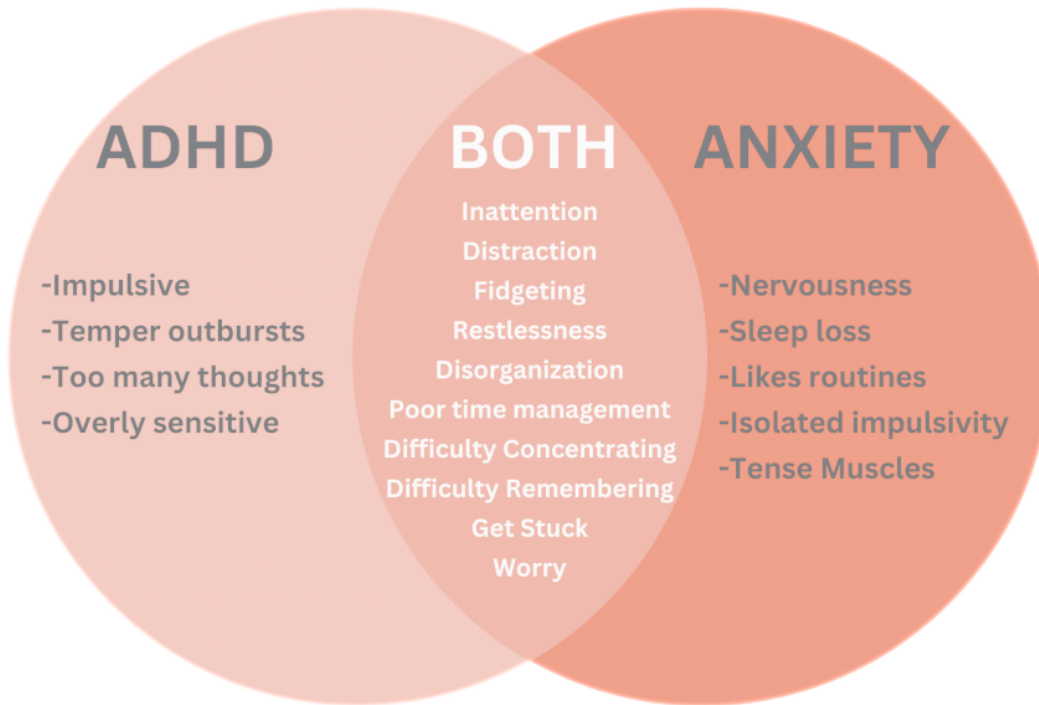 ADHD
-Impulsive
-Temper outbursts
-Too many thoughts
-Overly sensitive
BOTH
Inattention
Distraction
Fidgeting
Restlessness
Disorganization
Poor time management
Difficulty Concentrating
Difficulty Remembering
Get Stuck
Worry
ANXIETY
-Nervousness
-Sleep loss
-Likes routines
-Isolated impulsivity
-Tense Muscles